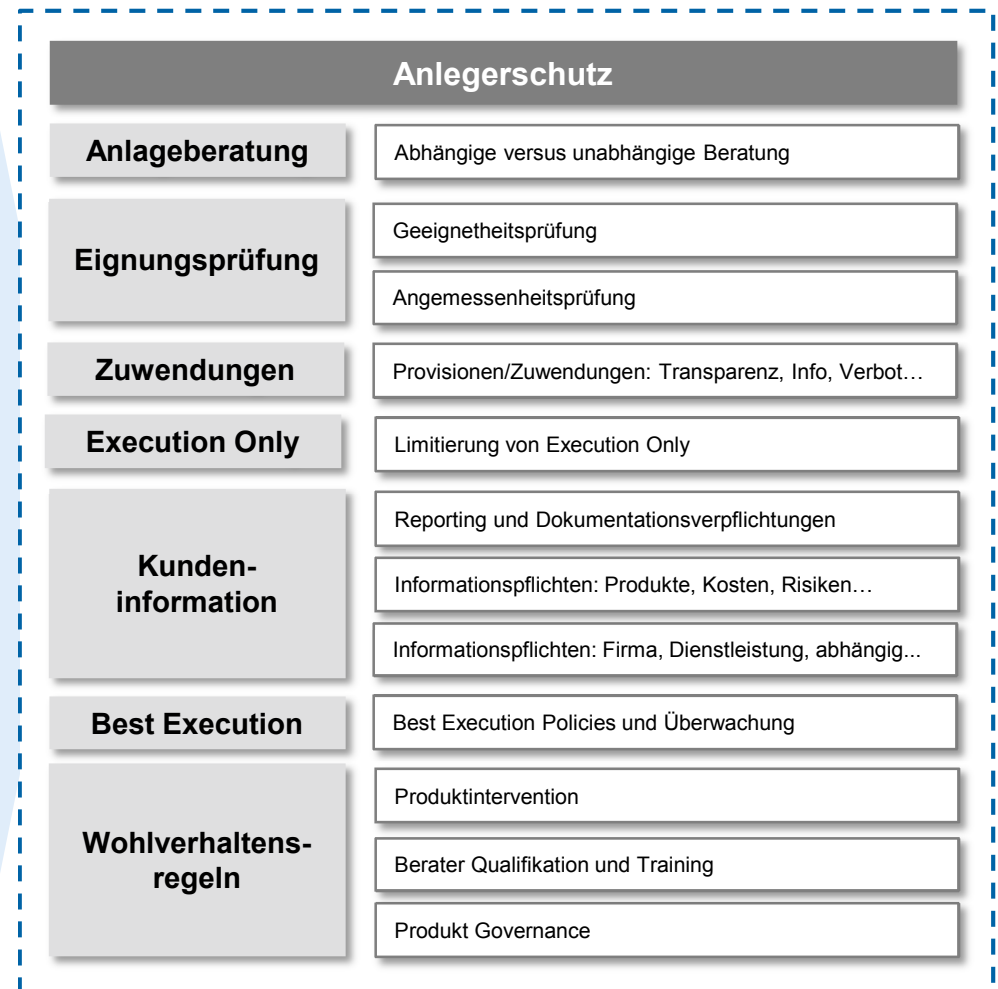 Anlegerschutz
Anlageberatung
Abhängige versus unabhängige Beratung
Eignungsprüfung
Geeignetheitsprüfung
Angemessenheitsprüfung
Zuwendungen
Provisionen/Zuwendungen: Transparenz, Info, Verbot…
Execution Only
Limitierung von Execution Only
Kunden-
information
Reporting und Dokumentationsverpflichtungen
Informationspflichten: Produkte, Kosten, Risiken…
Informationspflichten: Firma, Dienstleistung, abhängig...
Best Execution
Best Execution Policies und Überwachung
Wohlverhaltens-
regeln
Produktintervention
Berater Qualifikation und Training
Produkt Governance